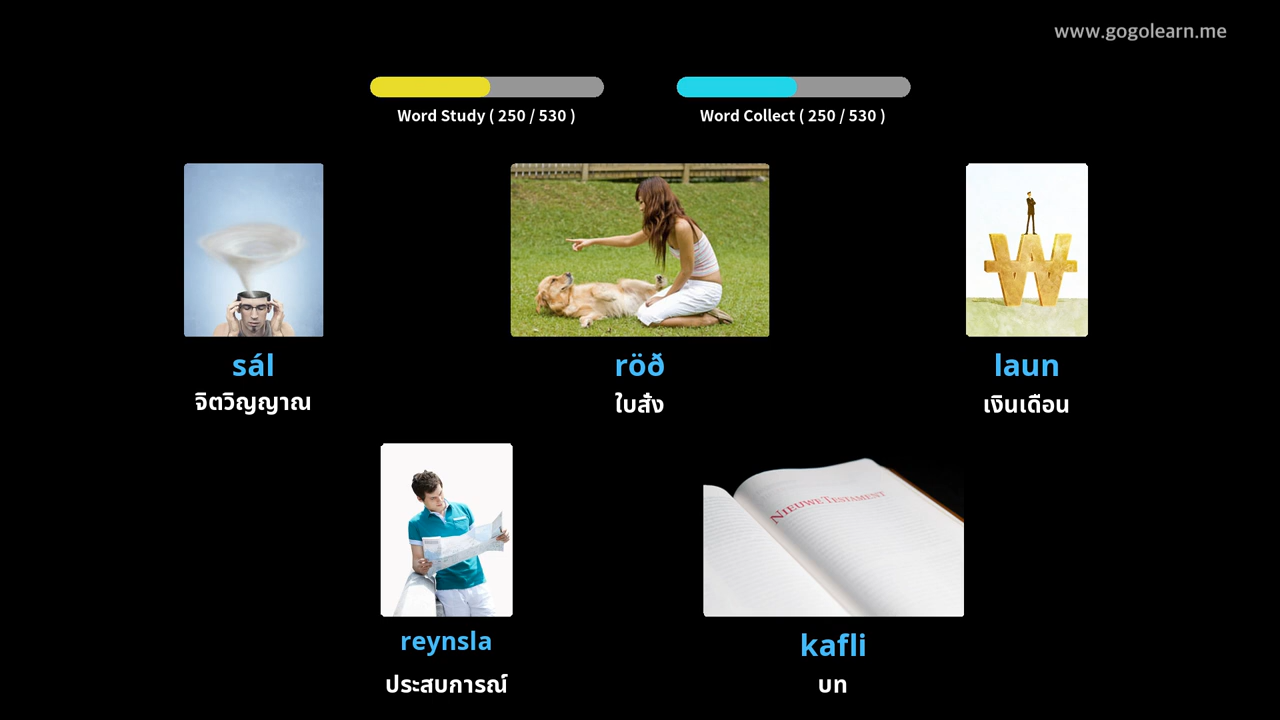 www.gogolearn.me
Word Study ( 250 / 530 )
Word Collect ( 250 / 530 )
sál
จิตวิญญาณ
röð
ใบสั่ง
laun
เงินเดือน
NIEUWE TESTAMENT
reynsla
ประสบการณ์
kafli
บท